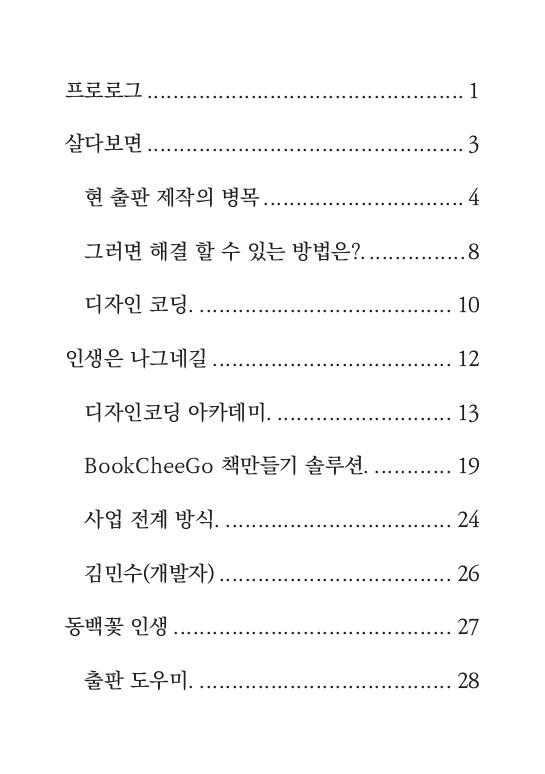 프로로그 ................................................ 1
살다보면 ................................................ 3
현 출판 제작의 병목 ............................... 4
그러면 해결 할 수 있는 방법은?. ............... 8
디자인 코딩. ....................................... 10
인생은 나그네길 ..................................... 12
디자인코딩 아카데미. ........................... 13
BookCheeGo 책만들기 솔루션. ............ 19
사업 전계 방식. ................................... 24
김민수(개발자) .................................... 26
동백꽃 인생 ........................................... 27
출판 도우미. ....................................... 28